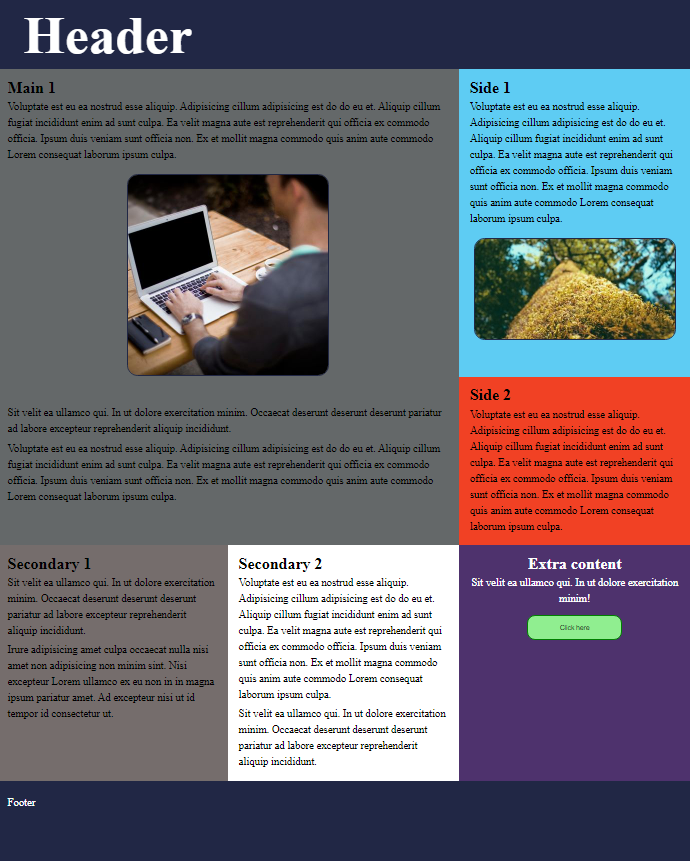 Header
Main 1
Voluptate est eu ea nostrud esse aliquip. Adipisicing cillum adipisicing est do do eu et. Aliquip cillum
fugiat incididunt enim ad sunt culpa. Ea velit magna aute est reprehenderit qui officia ex commodo
officia. Ipsum duis veniam sunt officia non. Ex et mollit magna commodo quis anim aute commodo
Lorem consequat laborum ipsum culpa.
Sit velit ea ullamco qui. In ut dolore exercitation minim. Occaecat deserunt deserunt deserunt pariatur
ad labore excepteur reprehenderit aliquip incididunt.
Voluptate est eu ea nostrud esse aliquip. Adipisicing cillum adipisicing est do do eu et. Aliquip cillum
fugiat incididunt enim ad sunt culpa. Ea velit magna aute est reprehenderit qui officia ex commodo
officia. Ipsum duis veniam sunt officia non. Ex et mollit magna commodo quis anim aute commodo
Lorem consequat laborum ipsum culpa.
Side 1
Voluptate est eu ea nostrud esse aliquip.
Adipisicing cillum adipisicing est do do eu et.
Aliquip cillum fugiat incididunt enim ad sunt
culpa. Ea velit magna aute est reprehenderit qui
officia ex commodo officia. Ipsum duis veniam
sunt officia non. Ex et mollit magna commodo
quis anim aute commodo Lorem consequat
laborum ipsum culpa.
Side 2
Voluptate est eu ea nostrud esse aliquip.
Adipisicing cillum adipisicing est do do eu et.
Aliquip cillum fugiat incididunt enim ad sunt
culpa. Ea velit magna aute est reprehenderit qui
officia ex commodo officia. Ipsum duis veniam
sunt officia non. Ex et mollit magna commodo
quis anim aute commodo Lorem consequat
laborum ipsum culpa.
Secondary 1
Sit velit ea ullamco qui. In ut dolore exercitation
minim. Occaecat deserunt deserunt deserunt
pariatur ad labore excepteur reprehenderit
aliquip incididunt.
Irure adipisicing amet culpa occaecat nulla nisi
amet non adipisicing non minim sint. Nisi
excepteur Lorem ullamco ex eu non in in magna
ipsum pariatur amet. Ad excepteur nisi ut id
tempor id consectetur ut.
Secondary 2
Voluptate est eu ea nostrud esse aliquip.
Adipisicing cillum adipisicing est do do eu et.
Aliquip cillum fugiat incididunt enim ad sunt
culpa. Ea velit magna aute est reprehenderit qui
officia ex commodo officia. Ipsum duis veniam
sunt officia non. Ex et mollit magna commodo
quis anim aute commodo Lorem consequat
laborum ipsum culpa.
Sit velit ea ullamco qui. In ut dolore exercitation
minim. Occaecat deserunt deserunt deserunt
pariatur ad labore excepteur reprehenderit
aliquip incididunt.
Extra content
Sit velit ea ullamco qui. In ut dolore exercitation
minim!
Click here
Footer